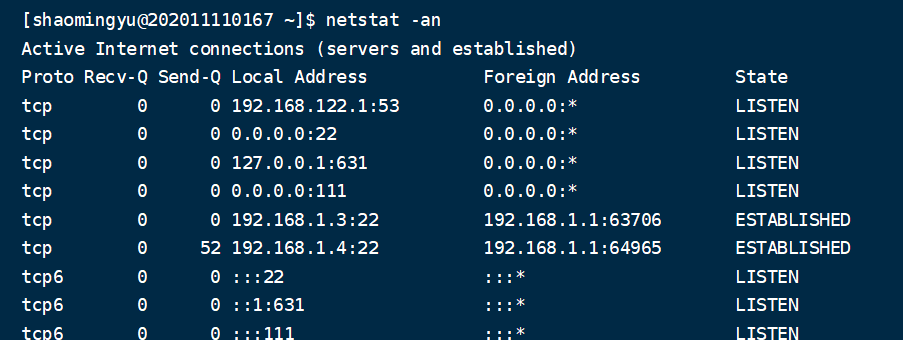 [shaomingyu@202011110167 ~]$ netstat -an
Active Internet connections (servers and established)
Proto Recv-Q Send-Q Local Address           Foreign Address         State
tcp        0      0 192.168.122.1:53        0.0.0.0:*               LISTEN
tcp        0      0 0.0.0.0:22              0.0.0.0:*               LISTEN
tcp        0      0 127.0.0.1:631           0.0.0.0:*               LISTEN
tcp        0      0 0.0.0.0:111             0.0.0.0:*               LISTEN
tcp        0      0 192.168.1.3:22          192.168.1.1:63706       ESTABLISHED
tcp        0     52 192.168.1.4:22          192.168.1.1:64965       ESTABLISHED
tcp6       0      0 :::22                   :::*                    LISTEN
tcp6       0      0 ::1:631                 :::*                    LISTEN
tcp6       0      0 :::111                  :::*                    LISTEN